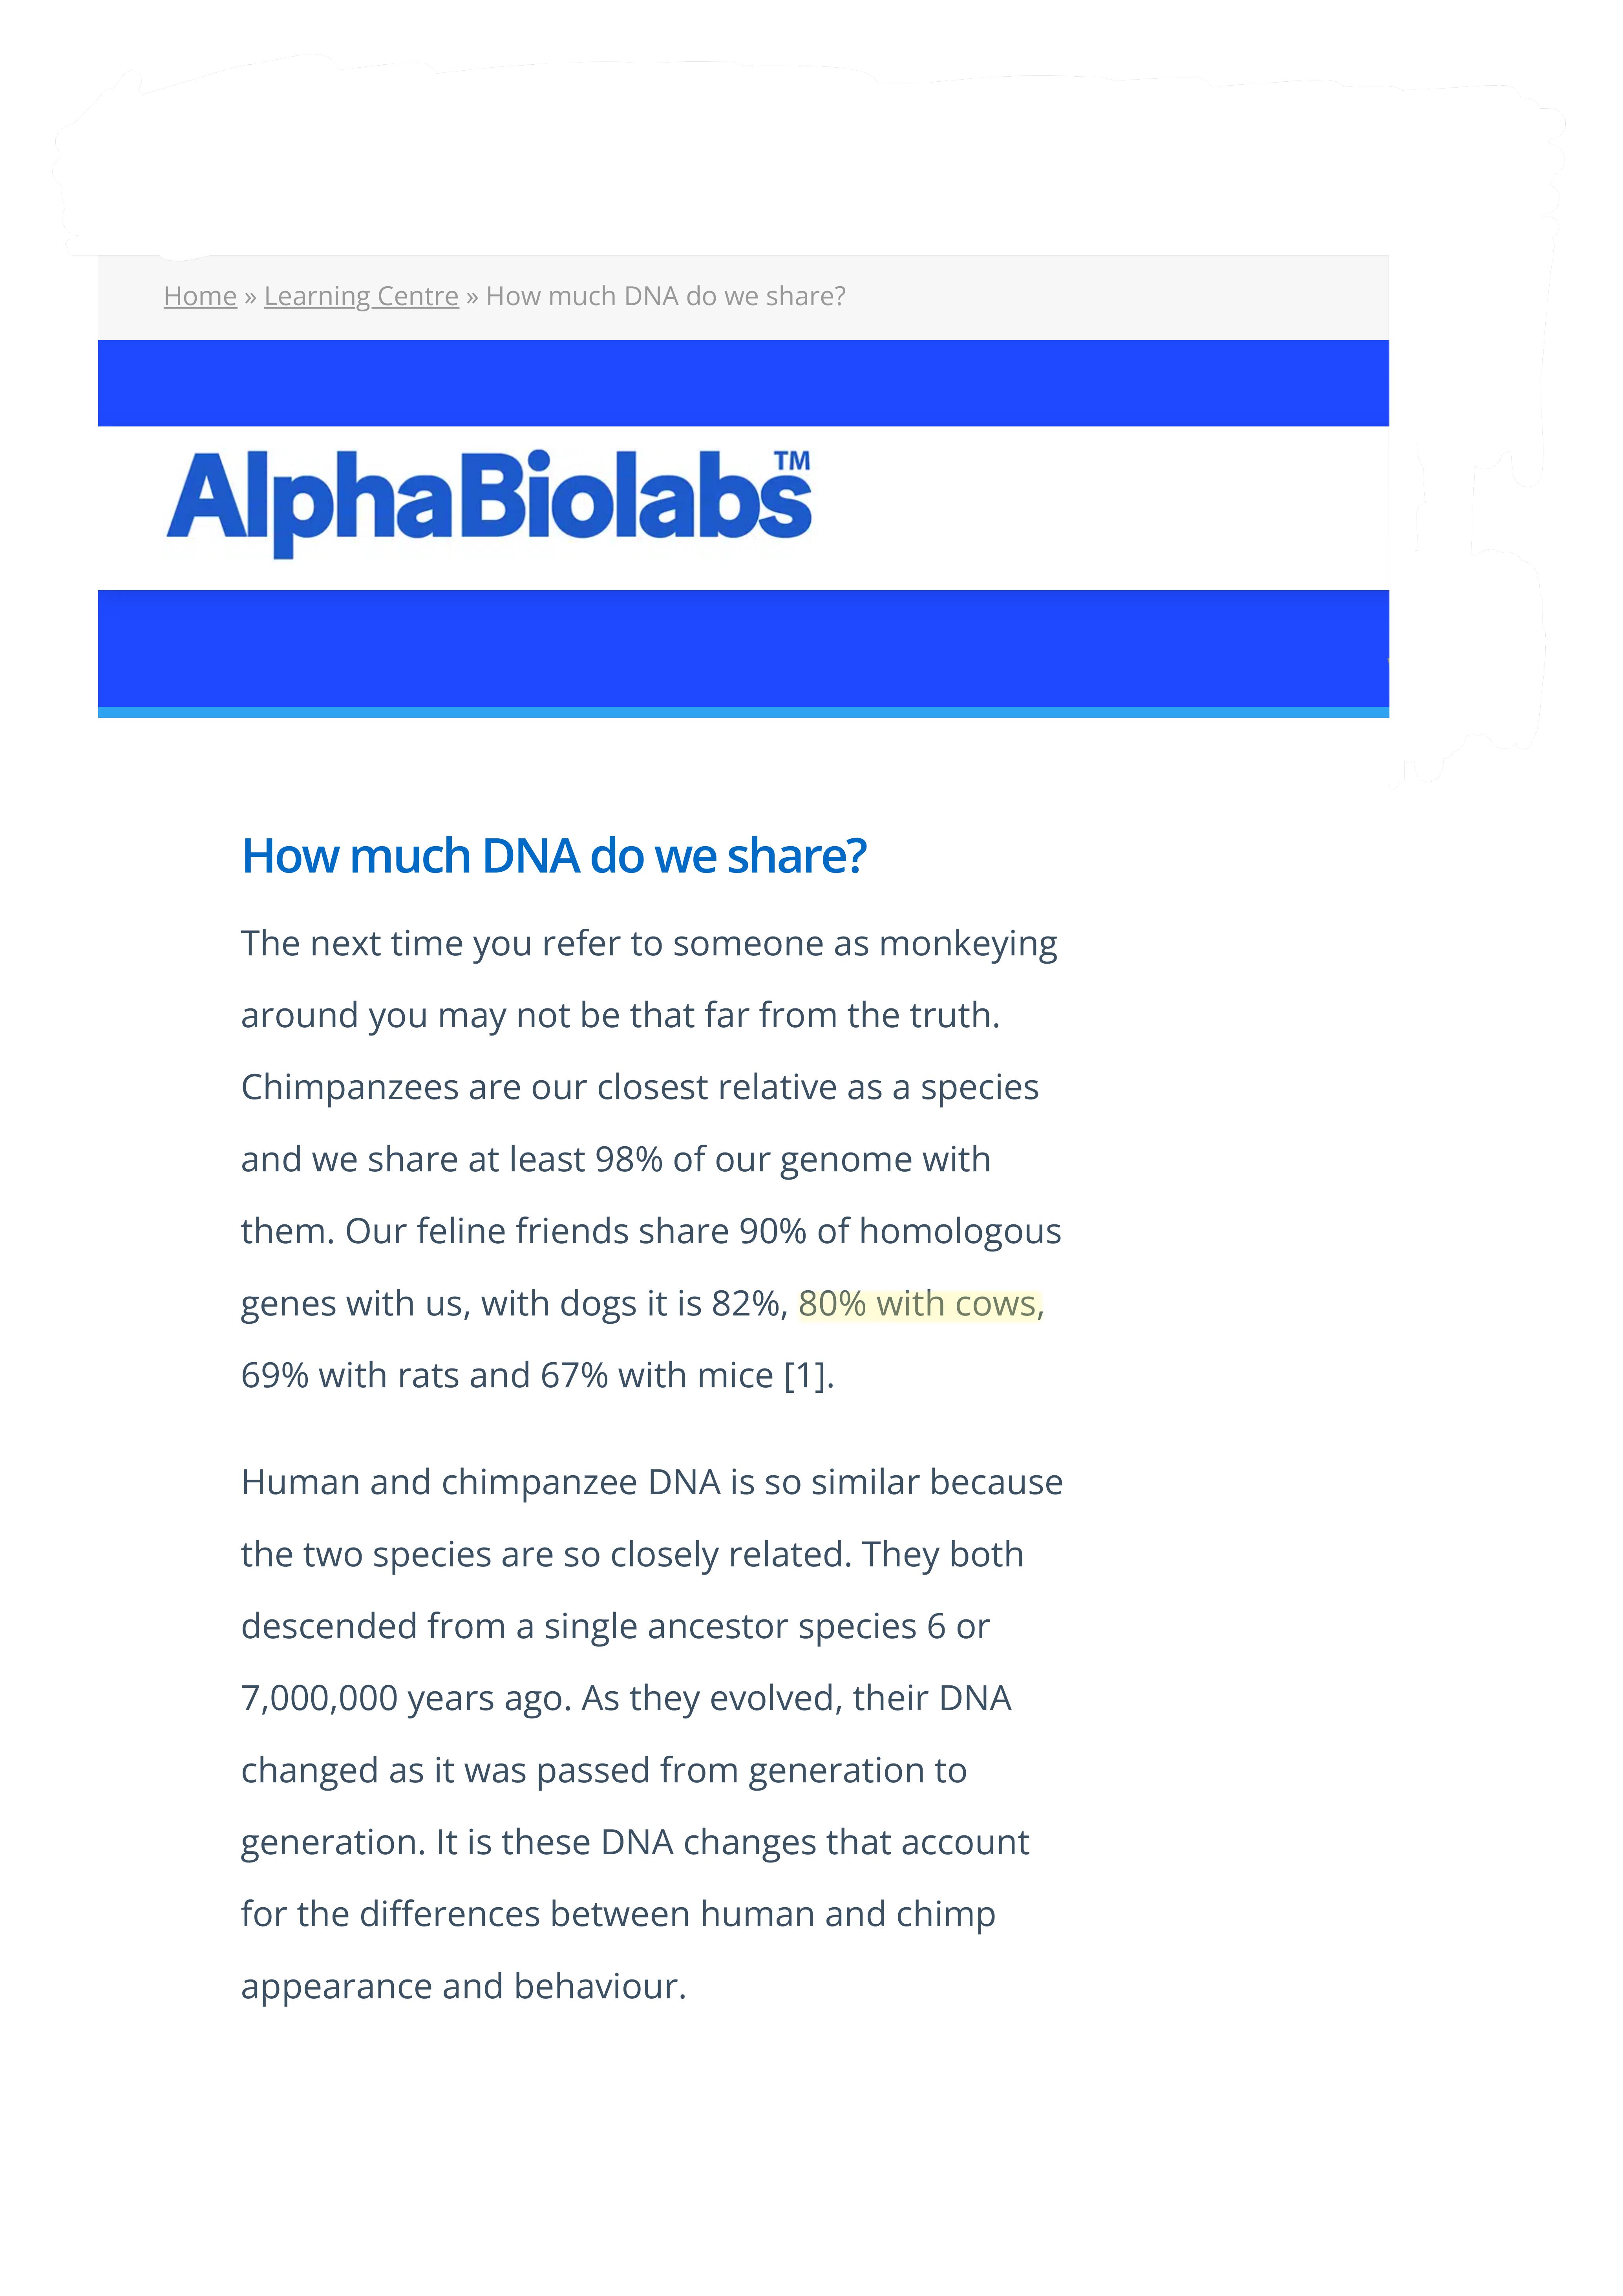 Home » Learning Centre » How much DNA do we share?
AlphaBiolabs™
How much DNA do we share?
The next time you refer to someone as monkeying
around you may not be that far from the truth.
Chimpanzees are our closest relative as a species
and we share at least 98% of our genome with
them. Our feline friends share 90% of homologous
genes with us, with dogs it is 82%, 80% with cows,
69% with rats and 67% with mice [1].
Human and chimpanzee DNA is so similar because
the two species are so closely related. They both
descended from a single ancestor species 6 or
7,000,000 years ago. As they evolved, their DNA
changed as it was passed from generation to
generation. It is these DNA changes that account
for the differences between human and chimp
appearance and behaviour.